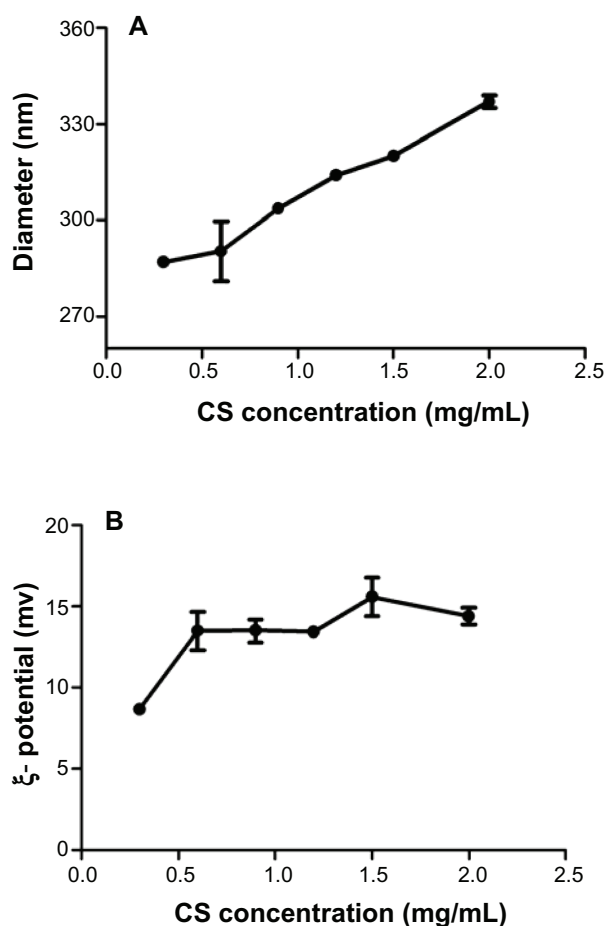 A
Diameter (nm)
360
330
300
270
0.0 0.5 1.0 1.5 2.0 2.5
CS concentration (mg/mL)
B
ξ- potential (mv)
20
15
10
5
0
0.0 0.5 1.0 1.5 2.0 2.5
CS concentration (mg/mL)